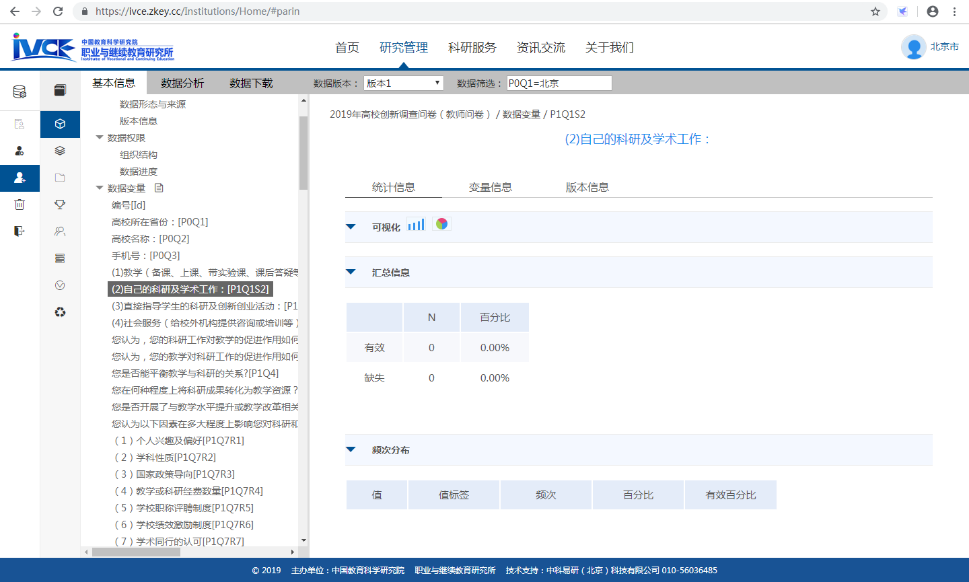 https://ivce.zkey.cc/Institutions/Home/#parin
IVCE 中国教育科学研究院
职业与继续教育研究所
Institutions of Vocational and Continuing Education
首页 研究管理 科研服务 资讯交流 关于我们
北京市
基本信息 数据分析 数据下载 数据版本： 版本1 数据筛选： P0Q1=北京
数据形态与来源
版本信息
数据权限
组织结构
数据进度
数据变量
编号[Id]
高校所在省份：[P0Q1]
高校名称：[P0Q2]
手机号：[P0Q3]
(1)教学（备课、上课、带实验课、课后答疑等
(2)自己的科研及学术工作：[P1Q1S2]
(3)直接指导学生的科研及创新创业活动：[P1
(4)社会服务（给校外机构提供咨询或培训等）
您认为，您的科研工作对教学的促进作用如何
您认为，您的教学对科研工作的促进作用如何
您是否能平衡教学与科研的关系?[P1Q4]
您在何种程度上将科研成果转化为教学资源？
您是否开展了与教学水平提升或教学改革相关
您认为以下因素在多大程度上影响您对科研和
（1）个人兴趣及偏好[P1Q7R1]
（2）学科性质[P1Q7R2]
（3）国家政策导向[P1Q7R3]
（4）教学或科研经费数量[P1Q7R4]
（5）学校职称评聘制度[P1Q7R5]
（6）学校绩效激励制度[P1Q7R6]
（7）学术同行的认可[P1Q7R7]
2019年高校创新调查问卷（教师问卷） / 数据变量 / P1Q1S2
(2)自己的科研及学术工作：
统计信息 变量信息 版本信息
可视化
汇总信息
N 百分比
有效 0 0.00%
缺失 0 0.00%
频次分布
值 值标签 频次 百分比 有效百分比
© 2019 主办单位：中国教育科学研究院 职业与继续教育研究所 技术支持：中科易研（北京）科技有限公司 010-56036485